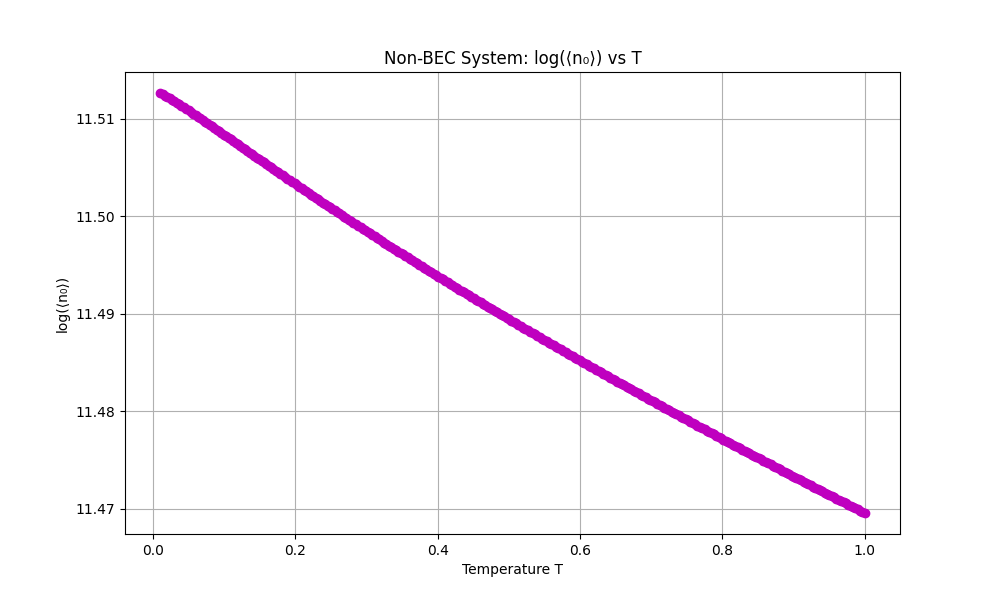 Non-BEC System: log(⟨n₀⟩) vs T
11.51
11.50
11.49
11.48
11.47
log(⟨n₀⟩)
0.0 0.2 0.4 0.6 0.8 1.0
Temperature T